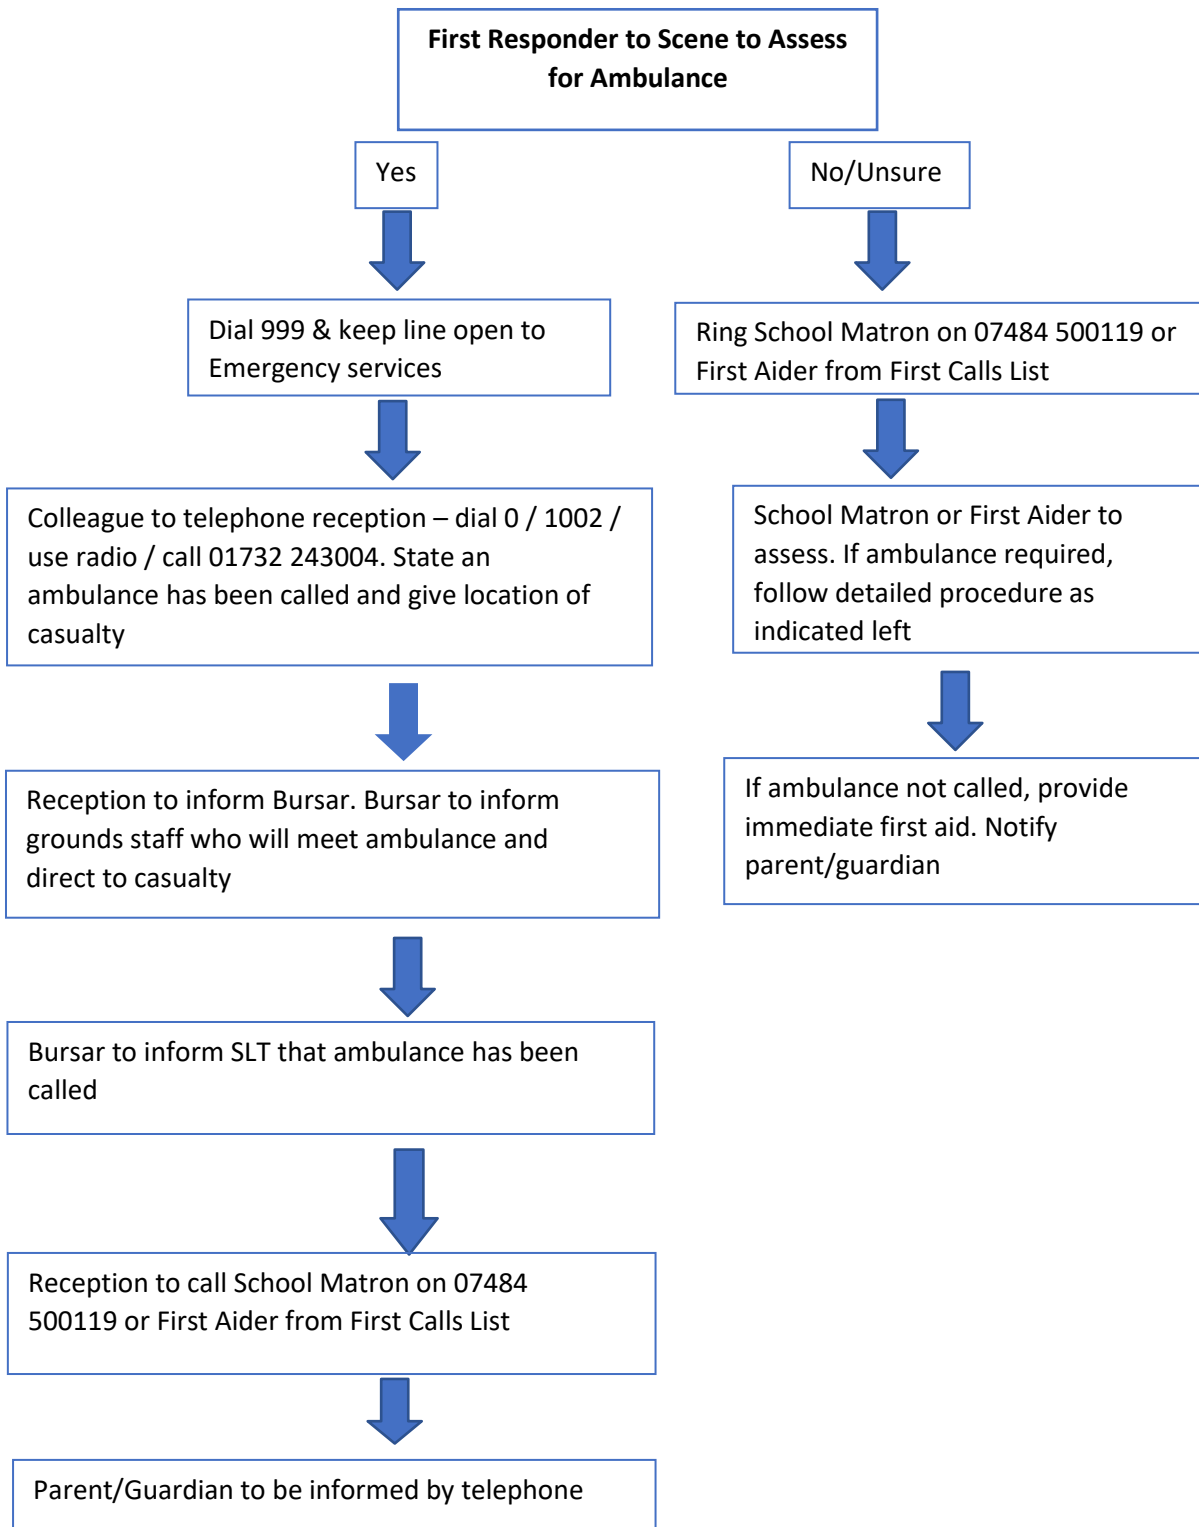 First Responder to Scene to Assess
for Ambulance
Yes
No/Unsure
Dial 999 & keep line open to
Emergency services
Ring School Matron on 07484 500119 or
First Aider from First Calls List
Colleague to telephone reception – dial 0 / 1002 /
use radio / call 01732 243004. State an
ambulance has been called and give location of
casualty
School Matron or First Aider to
assess. If ambulance required,
follow detailed procedure as
indicated left
Reception to inform Bursar. Bursar to inform
grounds staff who will meet ambulance and
direct to casualty
If ambulance not called, provide
immediate first aid. Notify
parent/guardian
Bursar to inform SLT that ambulance has been
called
Reception to call School Matron on 07484
500119 or First Aider from First Calls List
Parent/Guardian to be informed by telephone